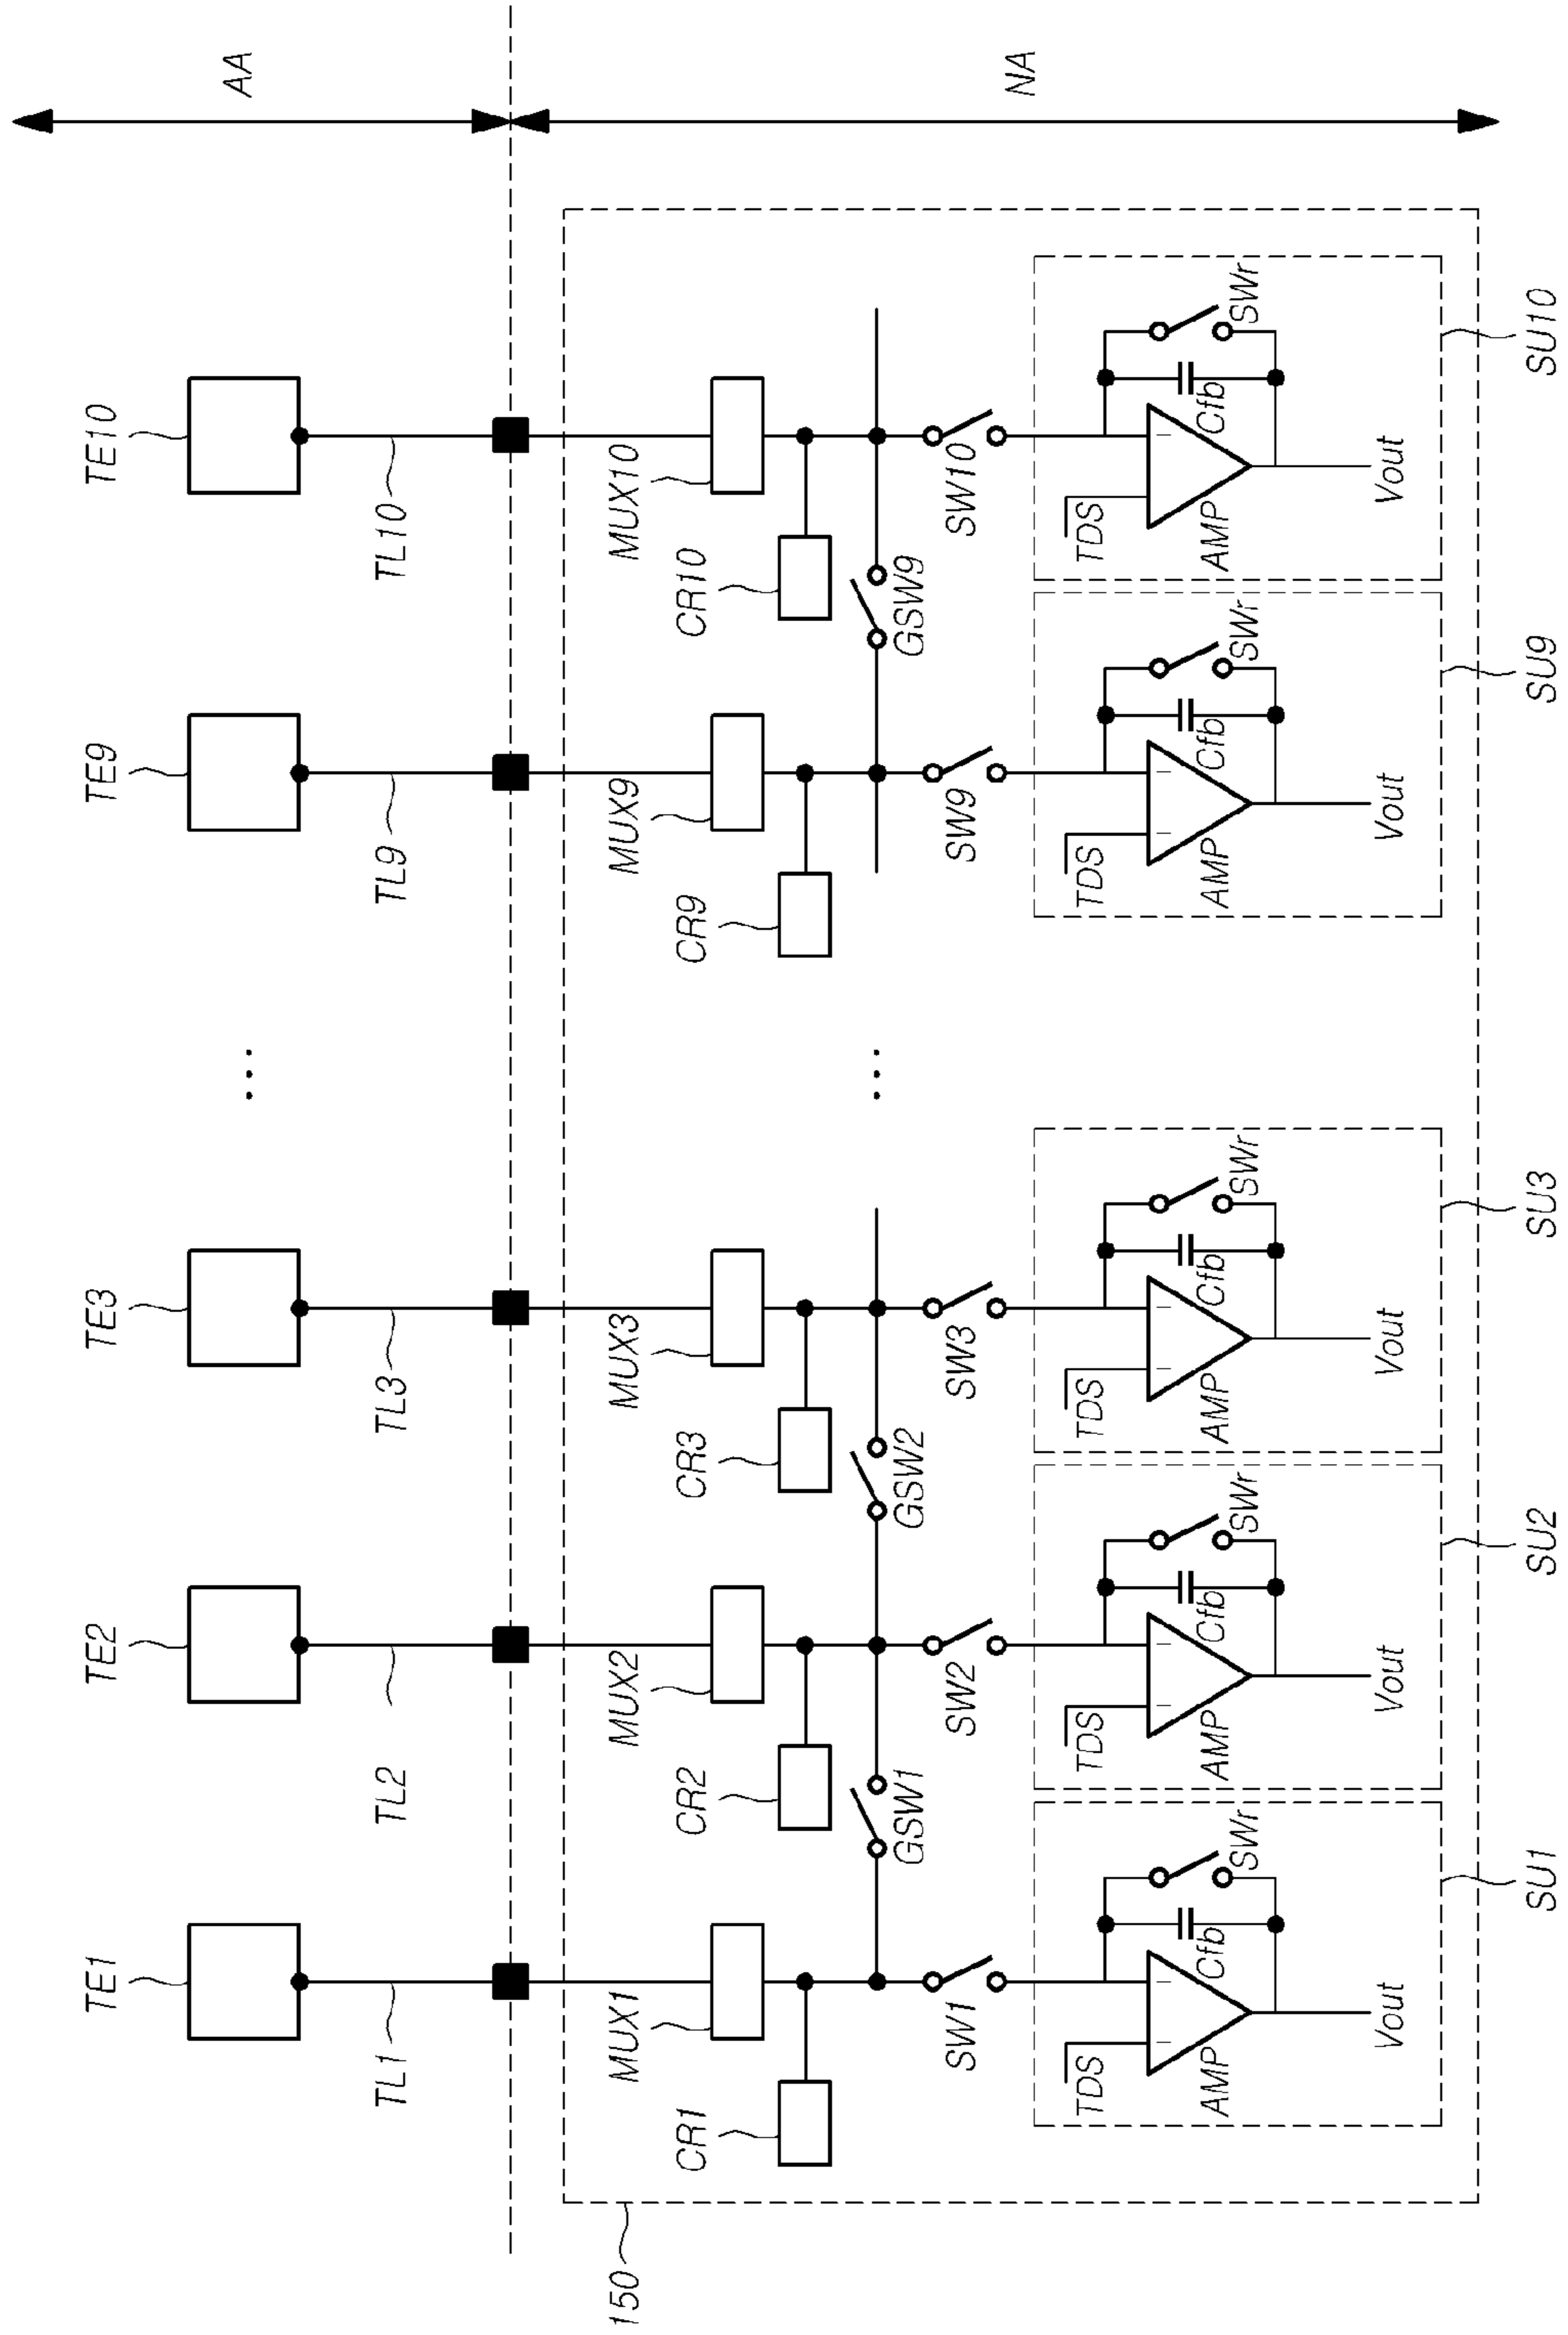 TE1
TE2
TE3
...
TE9
TE10
AA
TL1
TL2
TL3
TL9
TL10
150
MUX1
MUX2
MUX3
MUX9
MUX10
CR1
CR2
CR3
CR9
CR10
GSW1
GSW2
...
GSW9
NA
SW1
SW2
SW3
SW9
SW10
TDS
TDS
TDS
TDS
TDS
−
−
−
−
−
−
−
−
−
−
AMP
Cfb
SWr
AMP
Cfb
SWr
AMP
Cfb
SWr
AMP
Cfb
SWr
AMP
Cfb
SWr
Vout
Vout
Vout
Vout
Vout
SU1
SU2
SU3
SU9
SU10